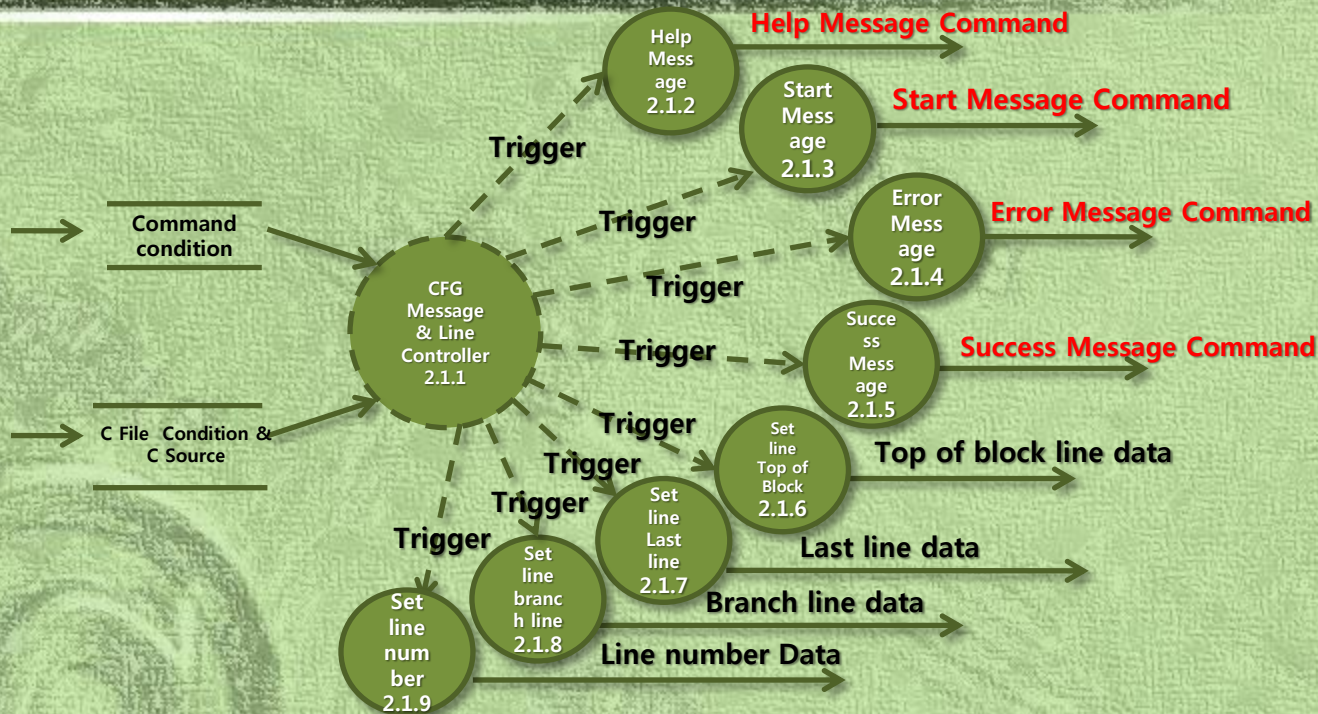 Help
Mess
age
2.1.2
Help Message Command
Start
Mess
age
2.1.3
Start Message Command
Trigger
Error
Mess
age
2.1.4
Error Message Command
Trigger
Command
condition
Trigger
CFG
Message
& Line
Controller
2.1.1
Succe
ss
Mess
age
2.1.5
Success Message Command
Trigger
C File  Condition &
C Source
Trigger
Set
line
Top of
Block
2.1.6
Top of block line data
Trigger
Set
line
Last
line
2.1.7
Last line data
Trigger
Set
line
branc
h line
2.1.8
Branch line data
Trigger
Set
line
num
ber
2.1.9
Line number Data